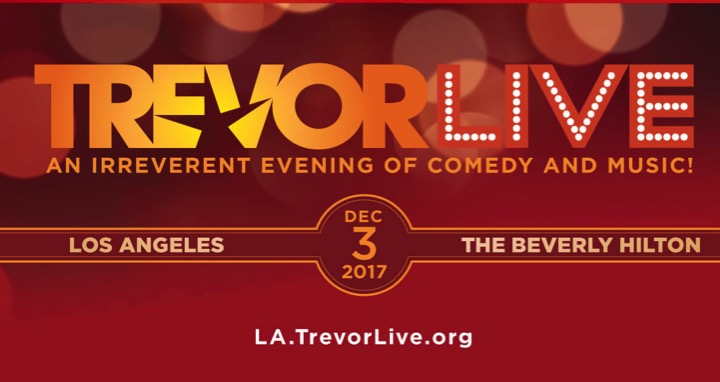 TREVORLIVE
AN IRREVERENT EVENING OF COMEDY AND MUSIC!
DEC
LOS ANGELES 3 THE BEVERLY HILTON
2017
LA.TrevorLive.org